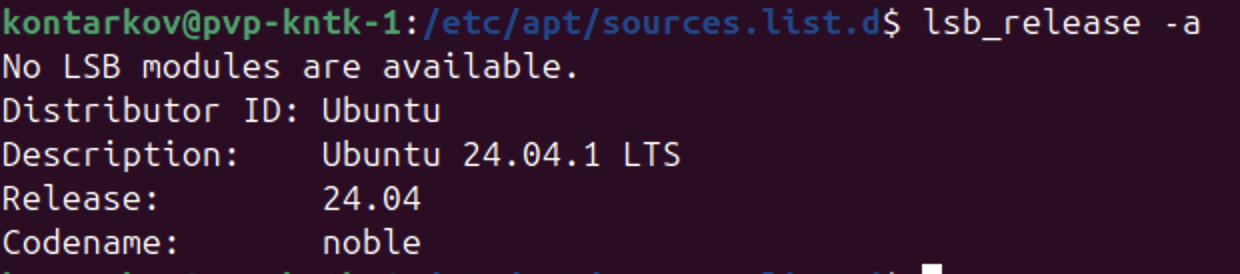 kontarkov@pvp-kntk-1:/etc/apt/sources.list.d$ lsb_release -a
No LSB modules are available.
Distributor ID: Ubuntu
Description:    Ubuntu 24.04.1 LTS
Release:        24.04
Codename:       noble